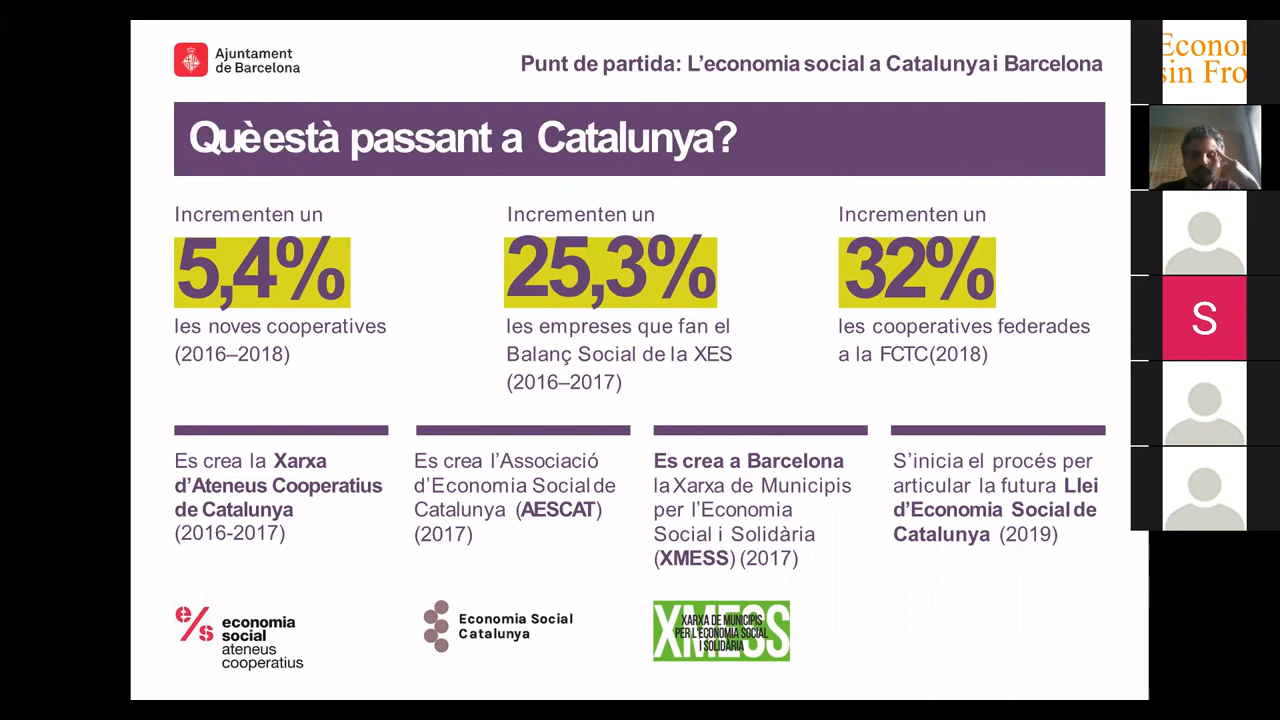 Ajuntament
de Barcelona
Punt de partida: L'economia social a Catalunya i Barcelona
Què està passant a Catalunya?
Incrementen un
5,4%
les noves cooperatives
(2016–2018)
Incrementen un
25,3%
les empreses que fan el
Balanç Social de la XES
(2016–2017)
Incrementen un
32%
les cooperatives federades
a la FCTC(2018)
Es crea la Xarxa
d'Ateneus Cooperatius
de Catalunya
(2016-2017)
Es crea l'Associació
d'Economia Social de
Catalunya (AESCAT)
(2017)
Es crea a Barcelona
la Xarxa de Municipis
per l'Economia
Social i Solidària
(XMESS) (2017)
S'inicia el procés per
articular la futura Llei
d'Economia Social de
Catalunya (2019)
e/s
economia
social
ateneus
cooperatius
Economia Social
Catalunya
XMESS
XARXA DE MUNICIPIS
PER L'ECONOMIA SOCIAL
I SOLIDÀRIA
Econor
sin Fro
S